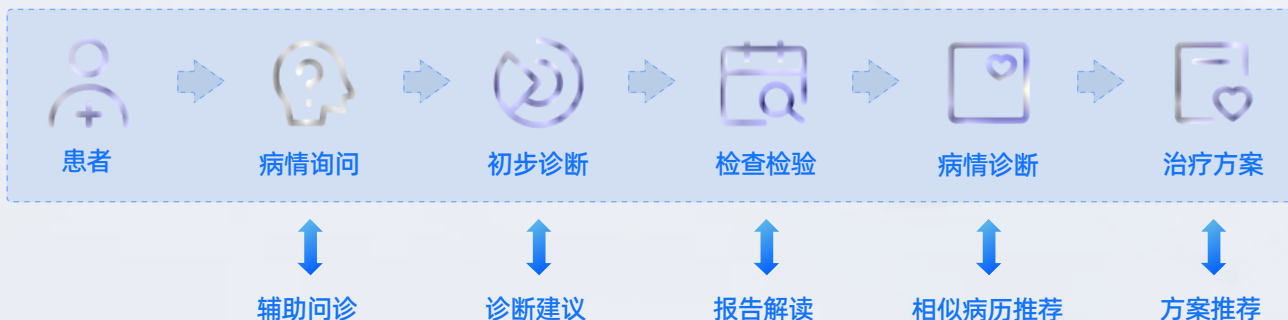 患者
病情询问
初步诊断
检查检验
病情诊断
治疗方案
辅助问诊
诊断建议
报告解读
相似病历推荐
方案推荐